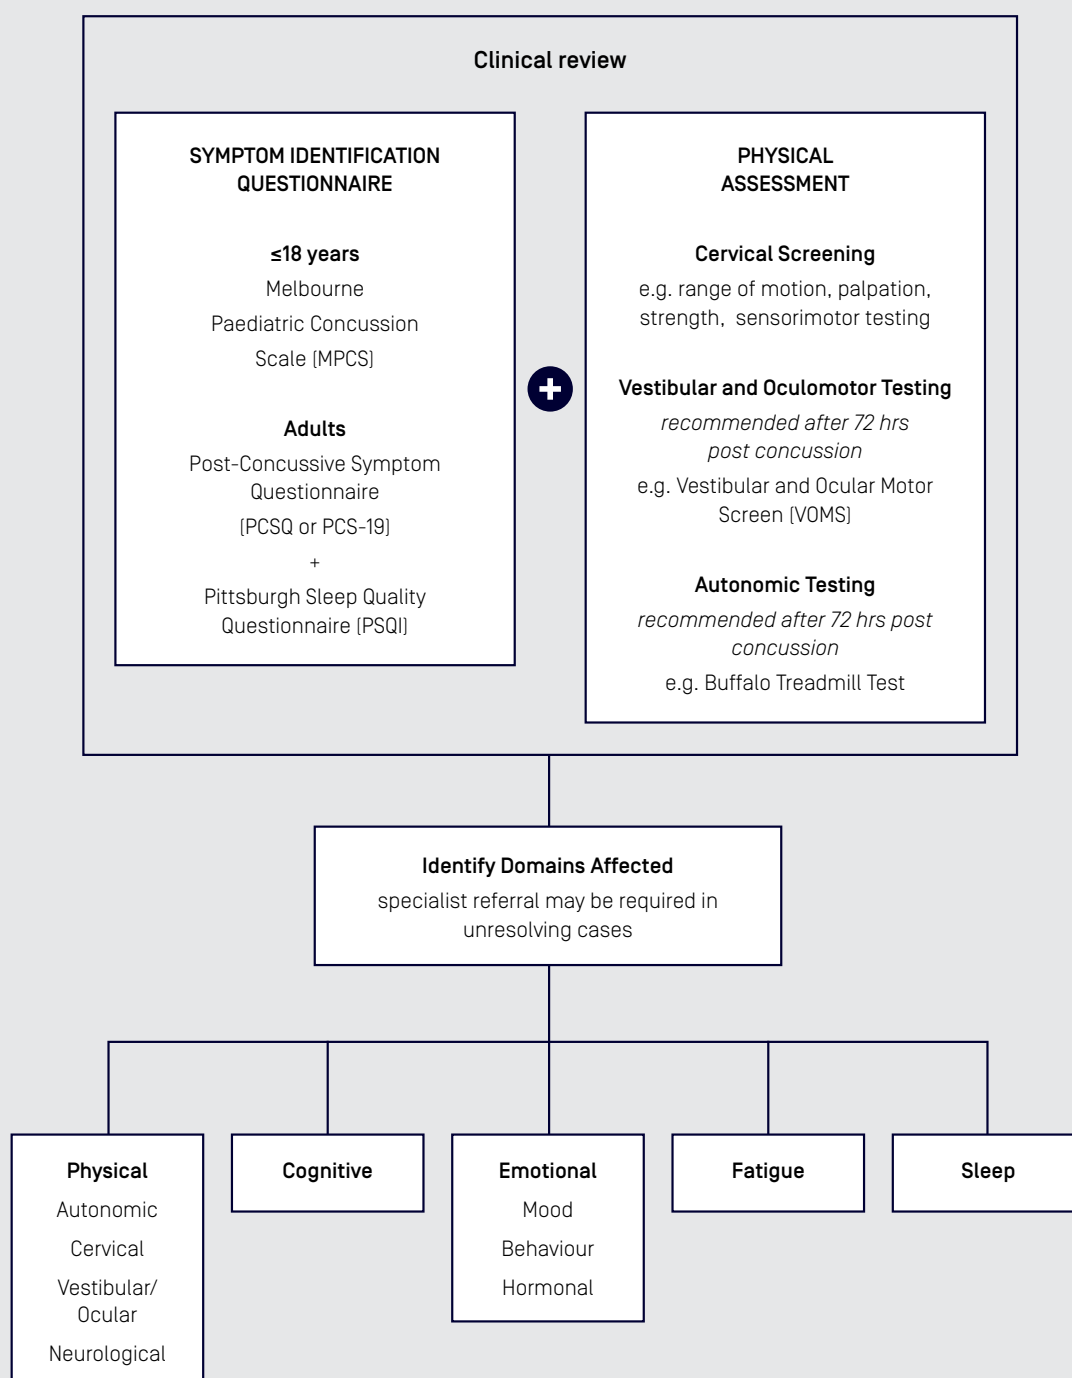 Clinical review
SYMPTOM IDENTIFICATION
QUESTIONNAIRE
≤18 years
Melbourne
Paediatric Concussion
Scale [MPCS]
Adults
Post-Concussive Symptom
Questionnaire
[PCSQ or PCS-19]
+
Pittsburgh Sleep Quality
Questionnaire [PSQI]
+
PHYSICAL
ASSESSMENT
Cervical Screening
e.g. range of motion, palpation,
strength, sensorimotor testing
Vestibular and Oculomotor Testing
recommended after 72 hrs
post concussion
e.g. Vestibular and Ocular Motor
Screen [VOMS]
Autonomic Testing
recommended after 72 hrs post
concussion
e.g. Buffalo Treadmill Test
Identify Domains Affected
specialist referral may be required in
unresolving cases
Physical
Autonomic
Cervical
Vestibular/
Ocular
Neurological
Cognitive
Emotional
Mood
Behaviour
Hormonal
Fatigue
Sleep